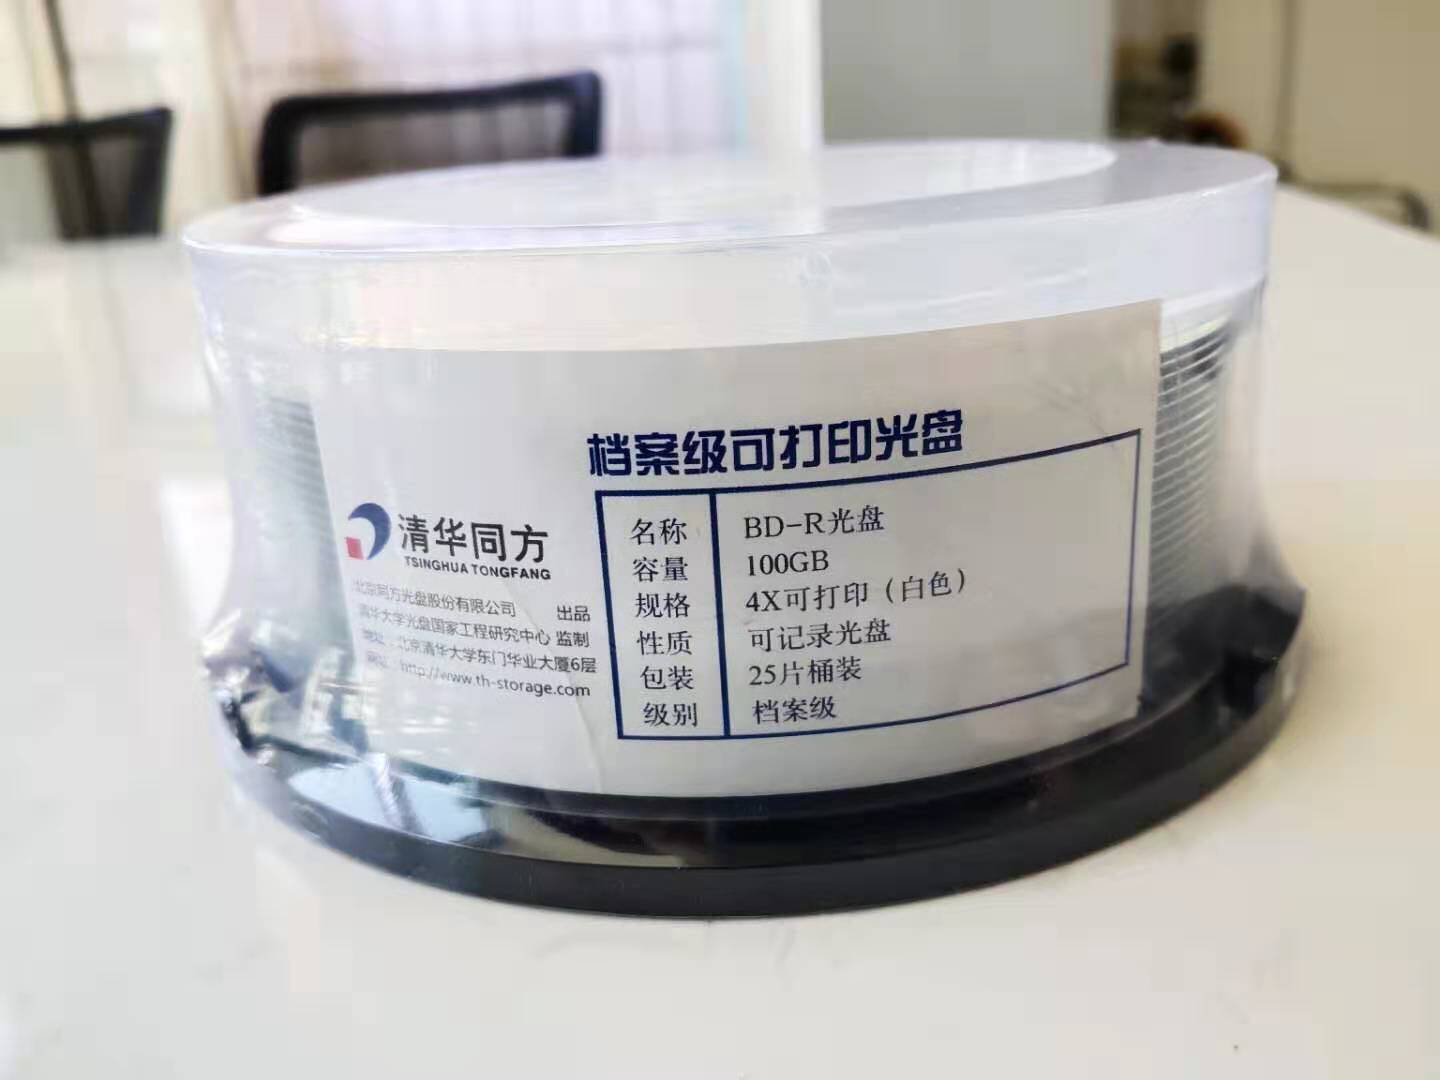 档案级可打印光盘
清华同方
TSINGHUA TONGFANG
北京同方光盘股份有限公司 出品
清华大学光盘国家工程研究中心 监制
地址：北京清华大学东门华业大厦6层
网址：http://www.th-storage.com
名称 BD-R光盘
容量 100GB
规格 4X可打印（白色）
性质 可记录光盘
包装 25片桶装
级别 档案级